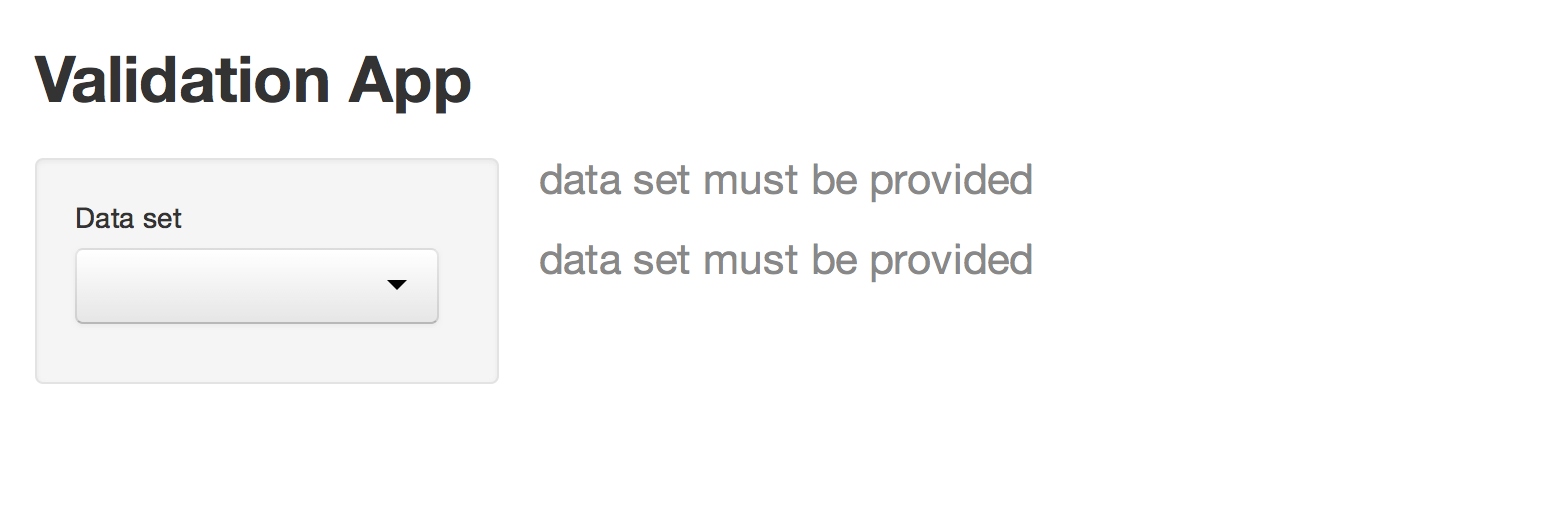 Validation App
Data set
data set must be provided
data set must be provided